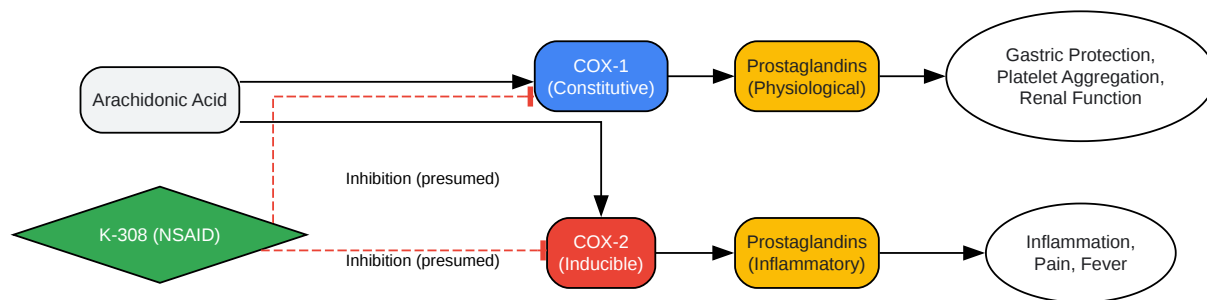 Arachidonic Acid
COX-1
(Constitutive)
Prostaglandins
(Physiological)
Gastric Protection,
Platelet Aggregation,
Renal Function
Inhibition (presumed)
K-308 (NSAID)
Inhibition (presumed)
COX-2
(Inducible)
Prostaglandins
(Inflammatory)
Inflammation,
Pain, Fever